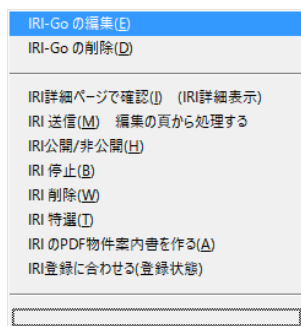 IRI-Go の編集(E)
IRI-Go の削除(D)
IRI詳細ページで確認(I) (IRI詳細表示)
IRI 送信(M) 編集の頁から処理する
IRI公開/非公開(H)
IRI 停止(B)
IRI 削除(W)
IRI 特選(T)
IRI のPDF物件案内書を作る(A)
IRI登録に合わせる(登録状態)